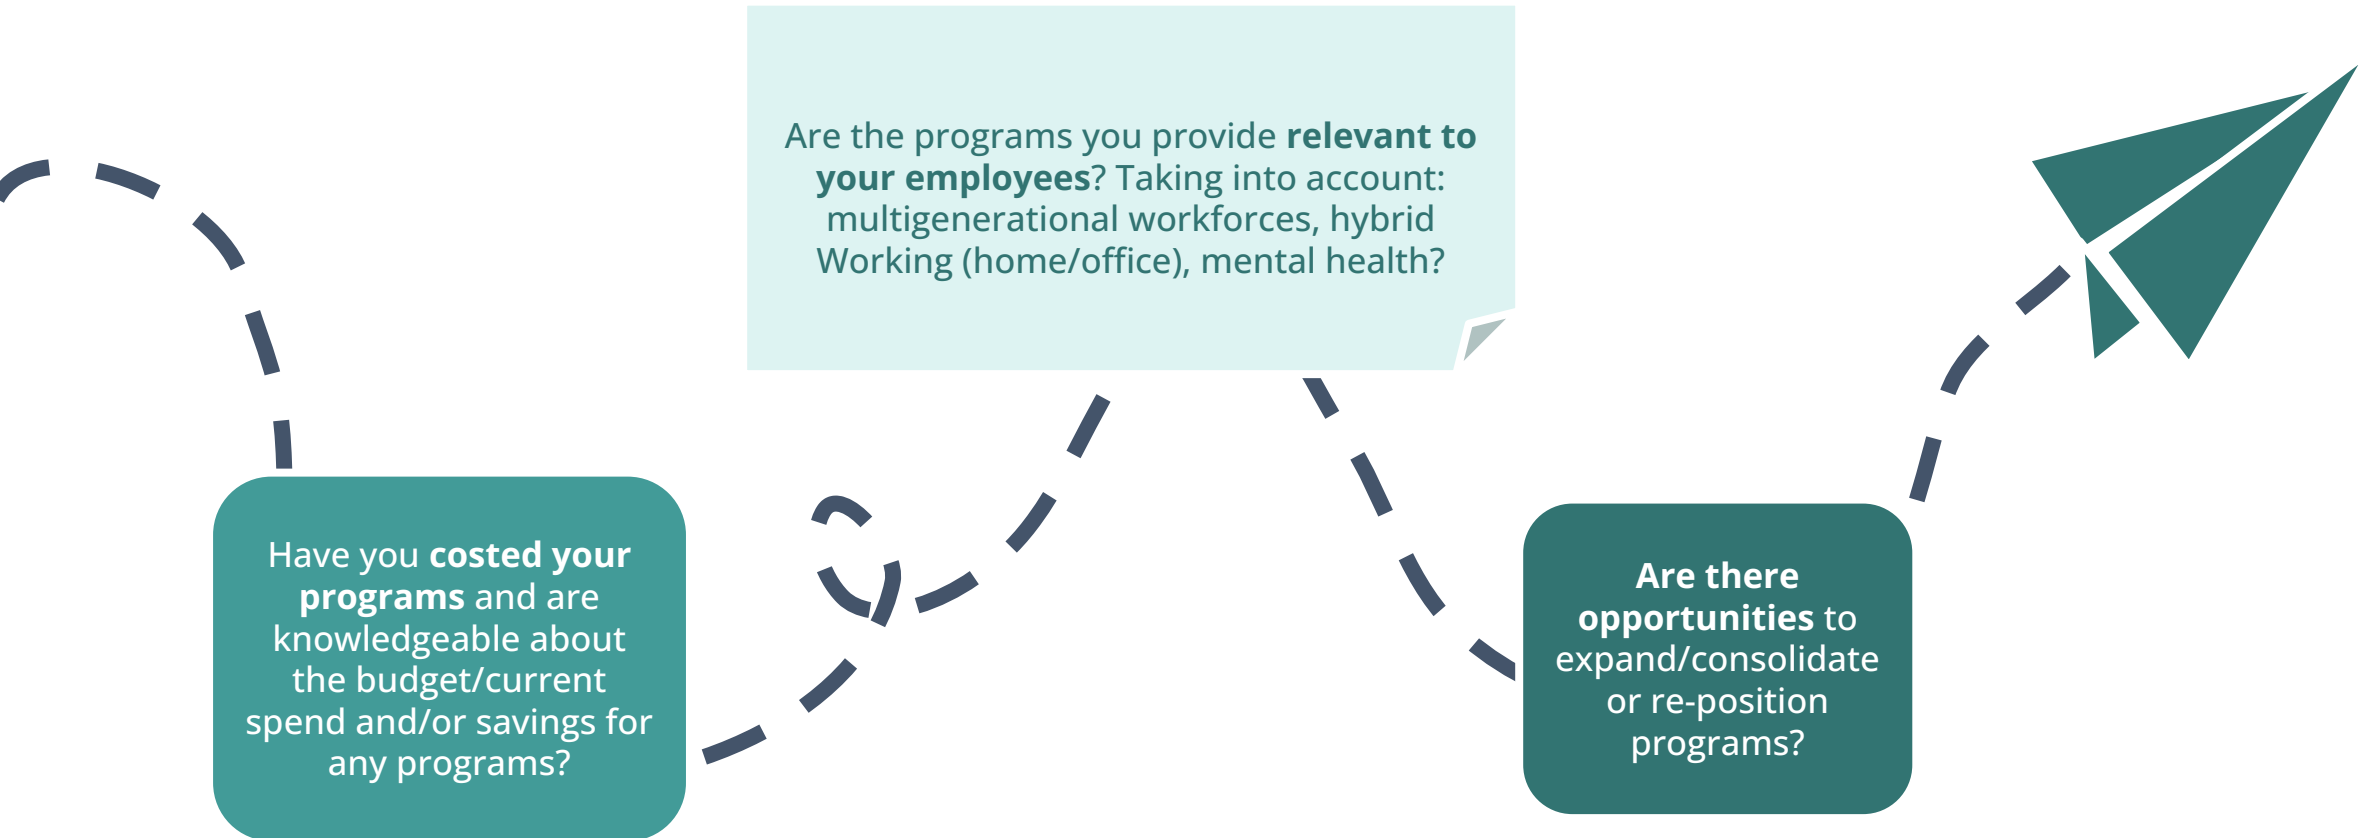 Are the programs you provide relevant to
your employees? Taking into account:
multigenerational workforces, hybrid
Working (home/office), mental health?
Have you costed your
programs and are
knowledgeable about
the budget/current
spend and/or savings for
any programs?
Are there
opportunities to
expand/consolidate
or re-position
programs?